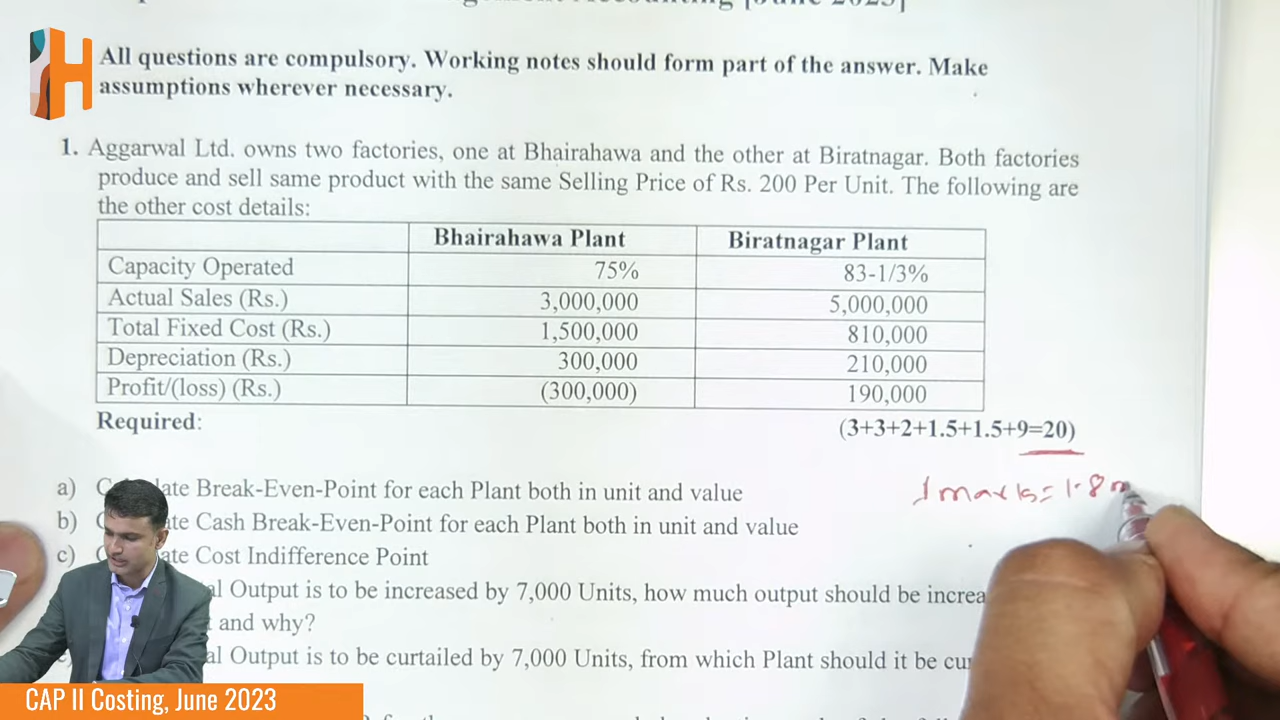 All questions are compulsory. Working notes should form part of the answer. Make
assumptions wherever necessary.
1. Aggarwal Ltd. owns two factories, one at Bhairahawa and the other at Biratnagar. Both factories
produce and sell same product with the same Selling Price of Rs. 200 Per Unit. The following are
the other cost details:
Bhairahawa Plant Biratnagar Plant
Capacity Operated 75% 83-1/3%
Actual Sales (Rs.) 3,000,000 5,000,000
Total Fixed Cost (Rs.) 1,500,000 810,000
Depreciation (Rs.) 300,000 210,000
Profit/(loss) (Rs.) (300,000) 190,000
Required: (3+3+2+1.5+1.5+9=20)
a) Break-Even-Point for each Plant both in unit and value
1 marks = 1.8 m
b) Cash Break-Even-Point for each Plant both in unit and value
c) Cost Indifference Point
Output is to be increased by 7,000 Units, how much output should be
and why?
Output is to be curtailed by 7,000 Units, from which Plant should it be
H
CAP II Costing, June 2023